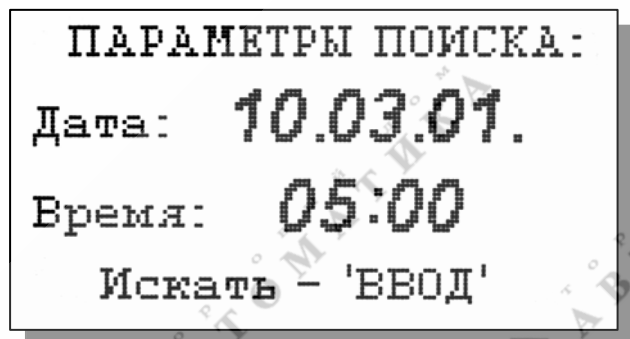 ПАРАМЕТРЫ ПОИСКА:
Дата: 10.03.01.
Время: 05:00
Искать - 'ВВОД'